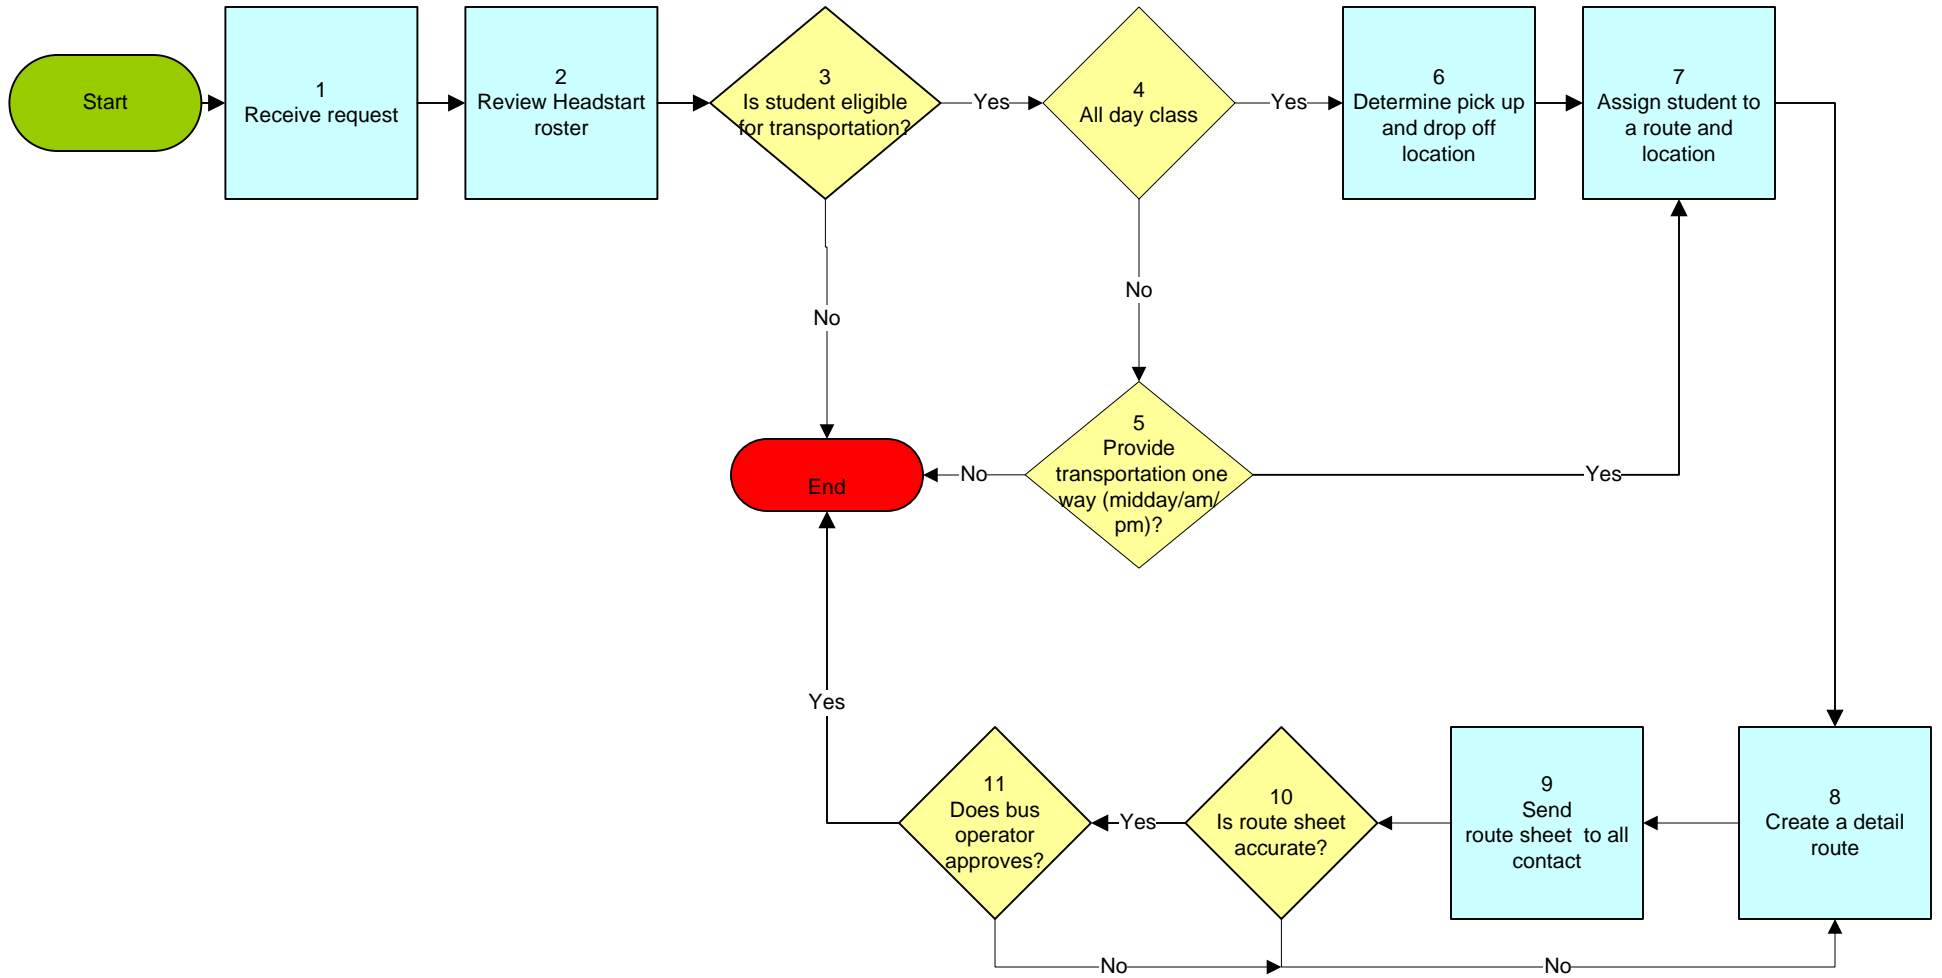 Start
1
Receive request
2
Review Headstart
roster
3
Is student eligible
for transportation?
Yes
4
All day class
Yes
6
Determine pick up
and drop off
location
7
Assign student to
a route and
location
No
No
5
Provide
transportation one
way (midday/am/
pm)?
No
Yes
End
Yes
11
Does bus
operator
approves?
Yes
10
Is route sheet
accurate?
9
Send
route sheet  to all
contact
8
Create a detail
route
No
No